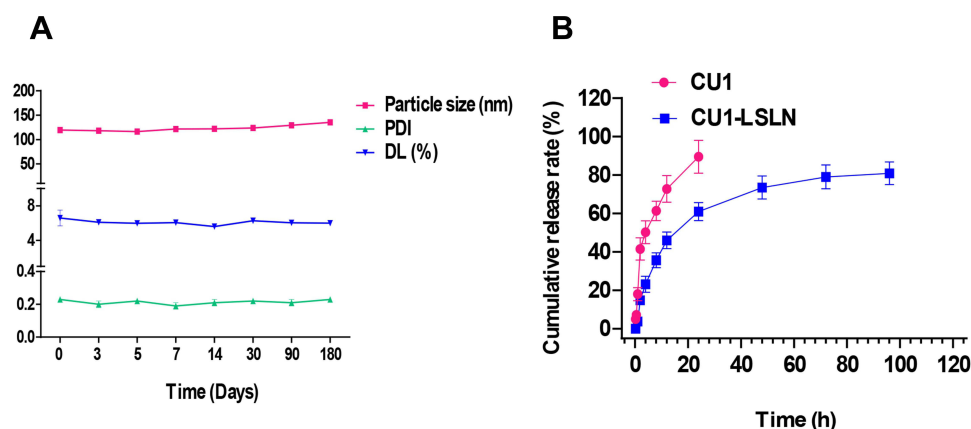 A
B
200
150
100
50
8
4
0.4
0.2
0.0
0 3 5 7 14 30 90 180
Time (Days)
Particle size (nm)
PDI
DL (%)
CU1
CU1-LSLN
Cumulative release rate (%)
120
100
80
60
40
20
0
0 20 40 60 80 100 120
Time (h)